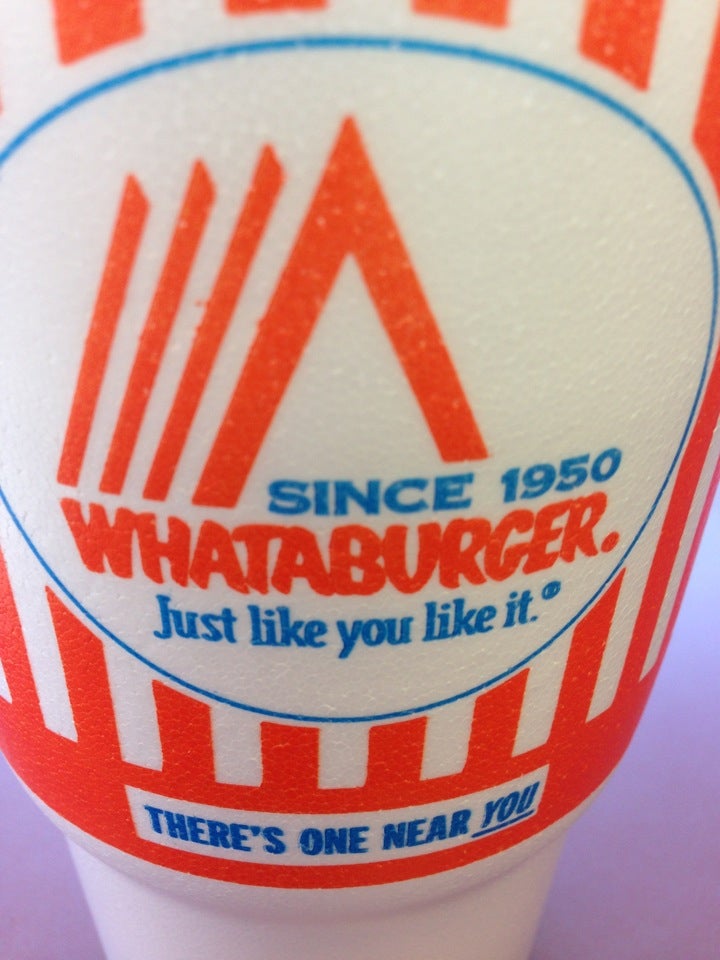 SINCE 1950
WHATABURGER.
Just like you like it.®
THERE'S ONE NEAR YOU